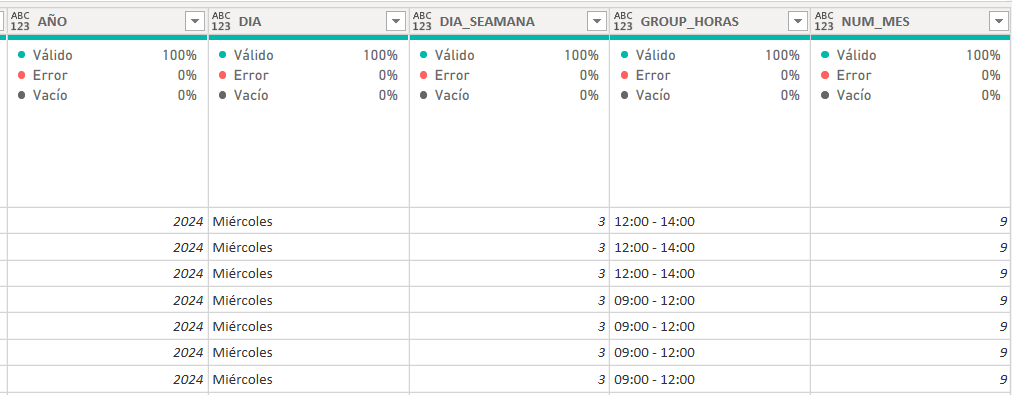 ABC 123 AÑO ABC 123 DIA ABC 123 DIA_SEAMANA ABC 123 GROUP_HORAS ABC 123 NUM_MES
Válido 100% Válido 100% Válido 100% Válido 100% Válido 100%
Error 0% Error 0% Error 0% Error 0% Error 0%
Vacío 0% Vacío 0% Vacío 0% Vacío 0% Vacío 0%
2024 Miércoles 3 12:00 - 14:00 9
2024 Miércoles 3 12:00 - 14:00 9
2024 Miércoles 3 12:00 - 14:00 9
2024 Miércoles 3 09:00 - 12:00 9
2024 Miércoles 3 09:00 - 12:00 9
2024 Miércoles 3 09:00 - 12:00 9
2024 Miércoles 3 09:00 - 12:00 9